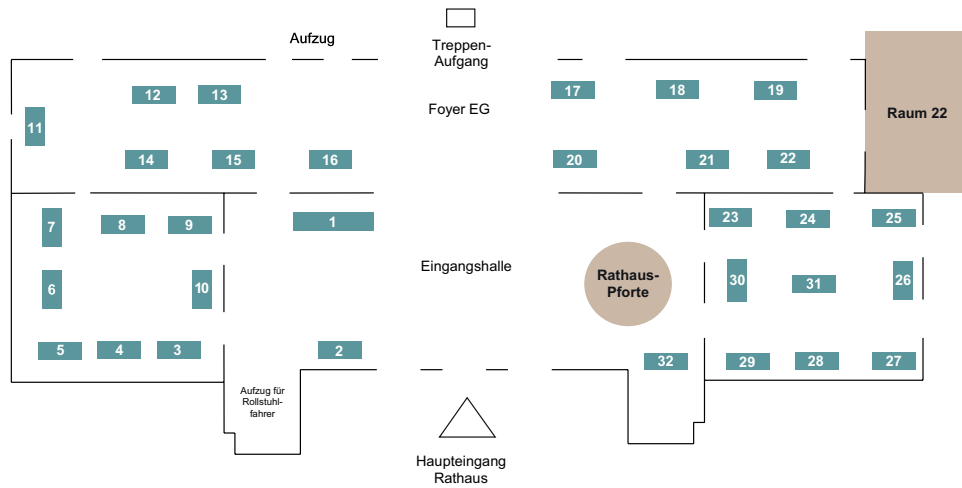 Aufzug
Treppen-
Aufgang
Foyer EG
12
13
17
18
19
11
Raum 22
14
15
16
20
21
22
7
8
9
1
23
24
25
Eingangshalle
Rathaus-
Pforte
6
10
30
31
26
5
4
3
2
32
29
28
27
Aufzug für
Rollstuhl-
fahrer
Haupteingang
Rathaus